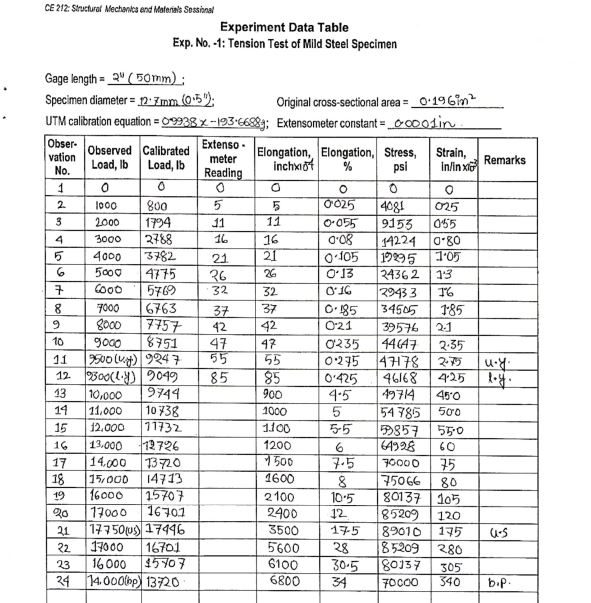 CE 212: Structural Mechanics and Materials Sessional
Experiment Data Table
Exp. No. -1: Tension Test of Mild Steel Specimen
Gage length = 2" (50mm) ;
Specimen diameter = 12.7mm (0.5"); Original cross-sectional area = 0.196in²
UTM calibration equation = 0.9938x-193.6688g; Extensometer constant = 0.0001in
Obser-vation No. Observed Load, lb Calibrated Load, lb Extenso-meter Reading Elongation, inchx10⁻⁴ Elongation, % Stress, psi Strain, in/in x10⁻³ Remarks
1 0 0 0 0 0 0 0
2 1000 800 5 5 0.025 4081 025
3 2000 1794 11 11 0.055 9153 055
4 3000 2788 16 16 0.08 14224 0.80
5 4000 3782 21 21 0.105 19295 1.05
6 5000 4775 26 26 0.13 24362 1.3
7 6000 5769 32 32 0.16 29433 1.6
8 7000 6763 37 37 0.185 34505 1.85
9 8000 7757 42 42 0.21 39576 2.1
10 9000 8751 47 47 0.235 44647 2.35
11 9500(u.y) 9247 55 55 0.275 47178 2.75 u.y.
12 9300(l.y) 9049 85 85 0.425 46168 4.25 l.y.
13 10,000 9744 900 4.5 49714 45.0
14 11,000 10738 1000 5 54785 50.0
15 12,000 11732 1100 5.5 59857 55.0
16 13,000 12726 1200 6 64928 60
17 14,000 13720 1500 7.5 70000 75
18 15,000 14713 1600 8 75066 80
19 16000 15707 2100 10.5 80137 105
20 17000 16701 2400 12 85209 120
21 17750(us) 17446 3500 17.5 89010 175 u.s
22 17000 16701 5600 28 85209 280
23 16000 15707 6100 30.5 80137 305
24 14,000(bp) 13720 6800 34 70000 340 b.p.